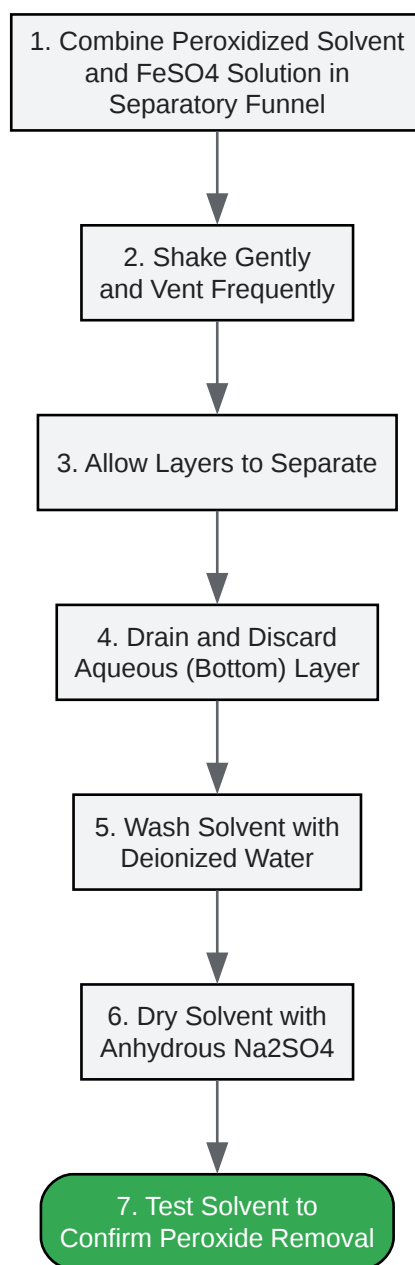 1. Combine Peroxidized Solvent
and FeSO4 Solution in
Separatory Funnel
2. Shake Gently
and Vent Frequently
3. Allow Layers to Separate
4. Drain and Discard
Aqueous (Bottom) Layer
5. Wash Solvent with
Deionized Water
6. Dry Solvent with
Anhydrous Na2SO4
7. Test Solvent to
Confirm Peroxide Removal